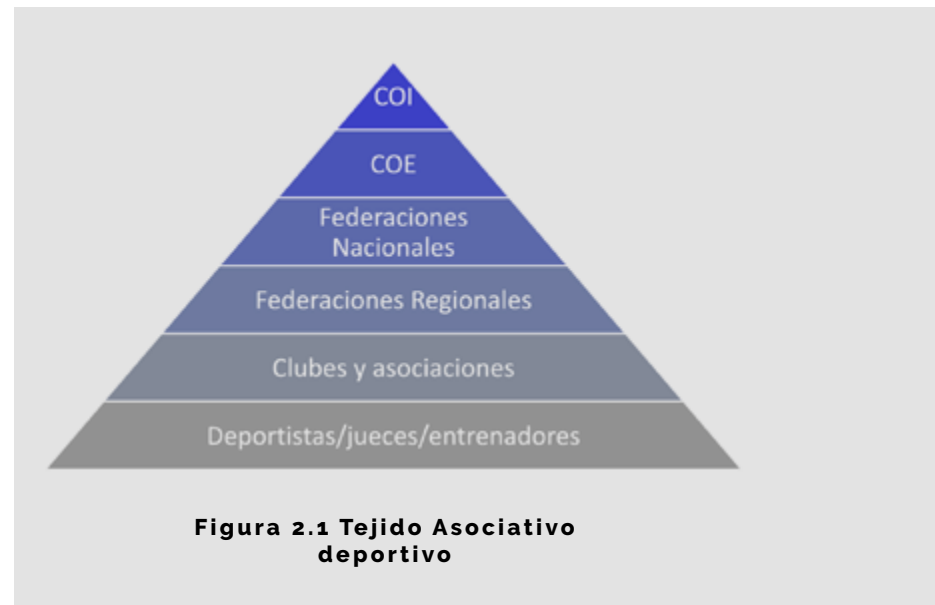 COI
COE
Federaciones
Nacionales
Federaciones Regionales
Clubes y asociaciones
Deportistas/jueces/entrenadores
Figura 2.1 Tejido Asociativo
deportivo